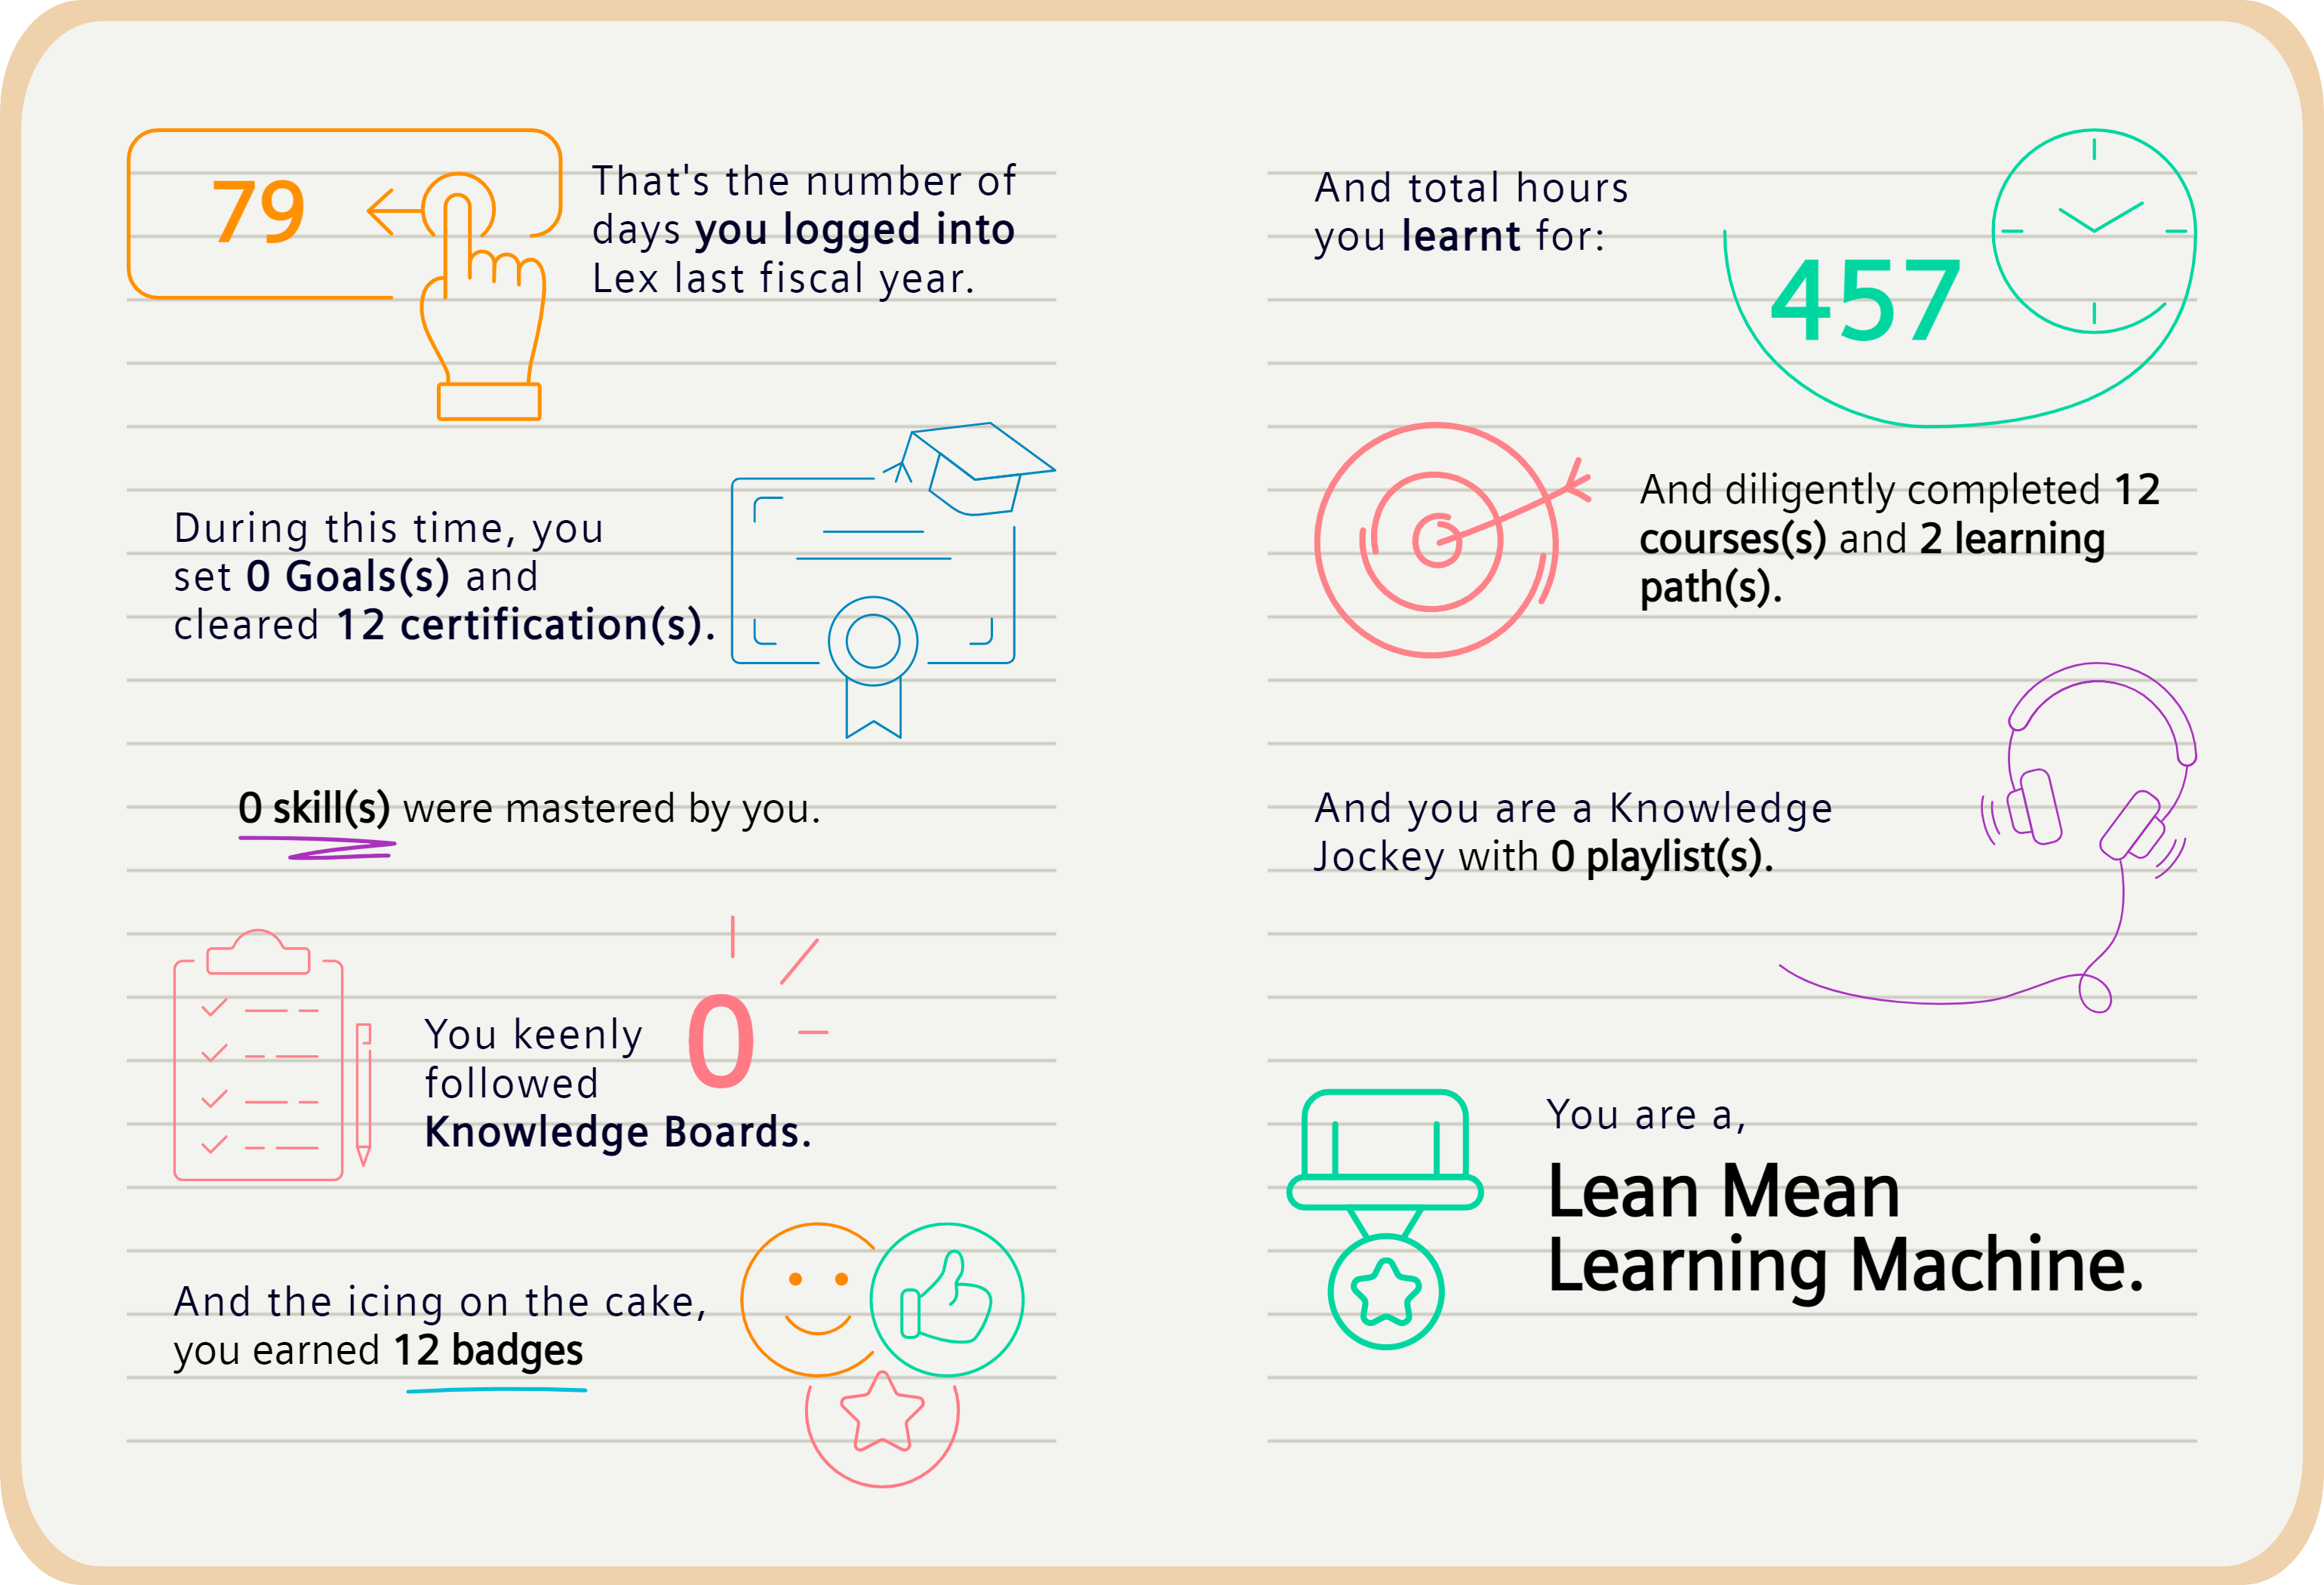 79
That's the number of
days you logged into
Lex last fiscal year.
During this time, you
set 0 Goals(s) and
cleared 12 certification(s).
0 skill(s) were mastered by you.
You keenly 0
followed
Knowledge Boards.
And the icing on the cake,
you earned 12 badges
And total hours
you learnt for:
457
And diligently completed 12
courses(s) and 2 learning
path(s).
And you are a Knowledge
Jockey with 0 playlist(s).
You are a,
Lean Mean
Learning Machine.